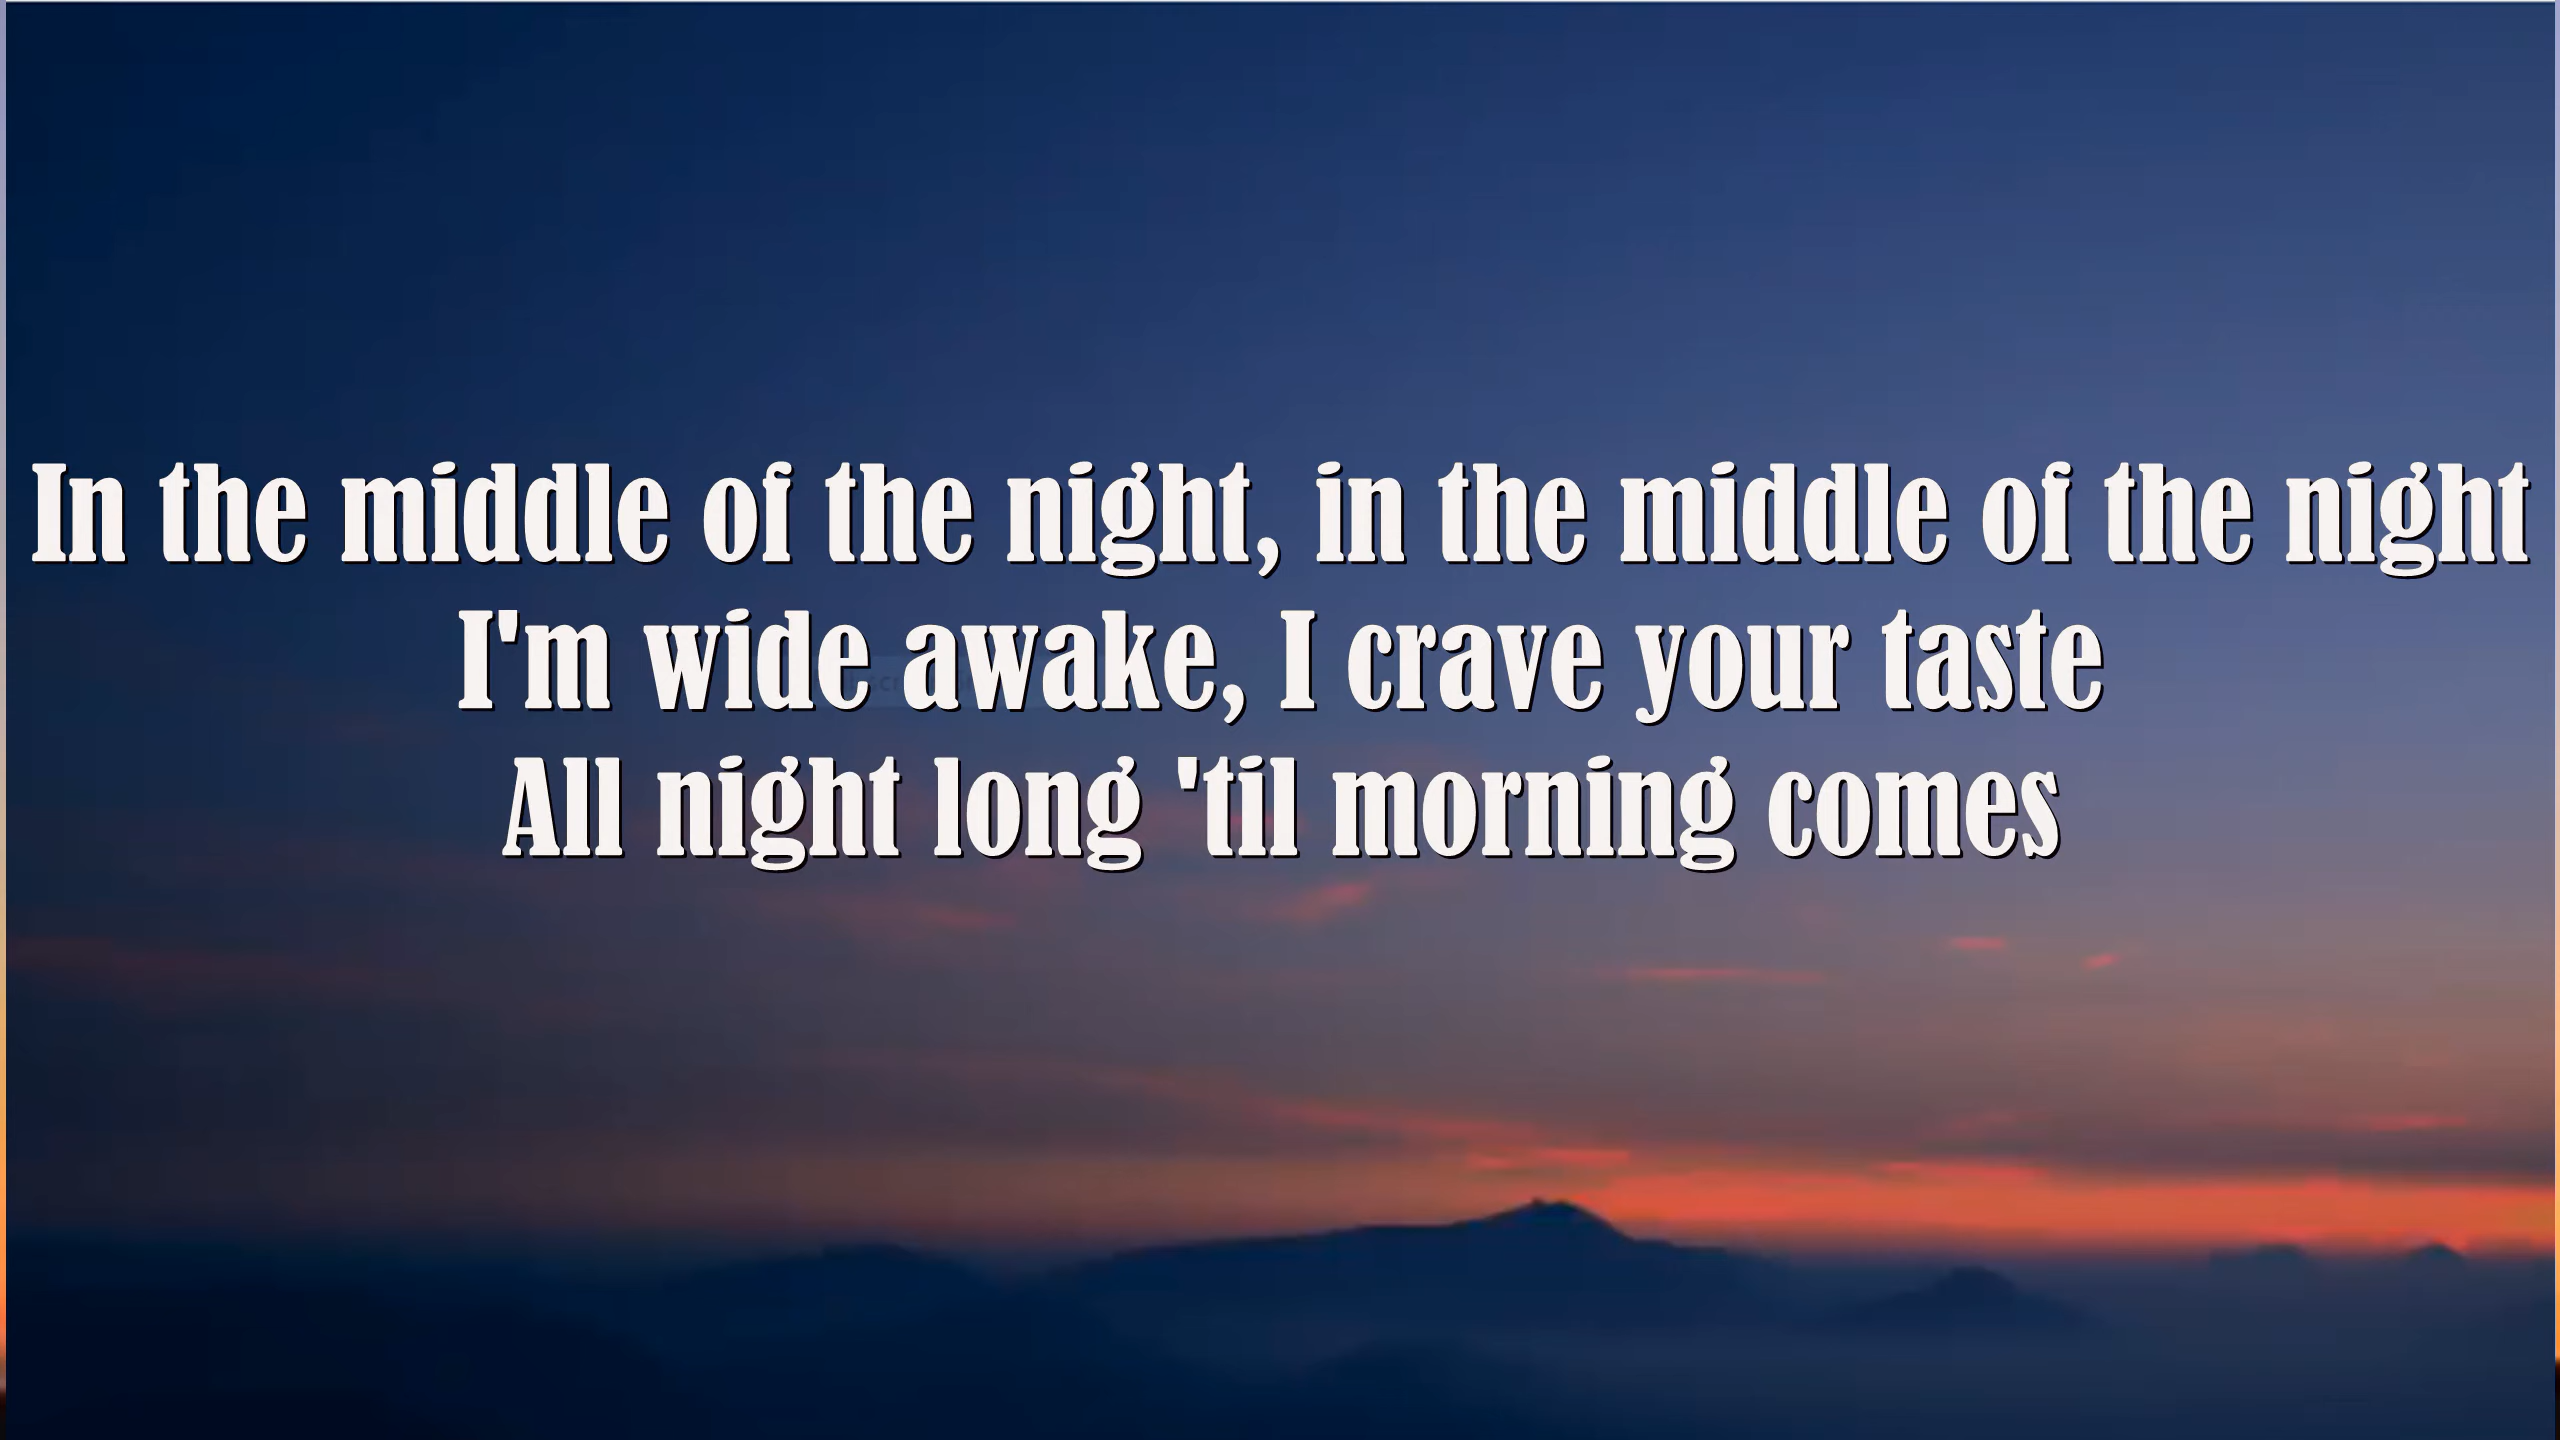 In the middle of the night, in the middle of the night
I'm wide awake, I crave your taste
All night long 'til morning comes